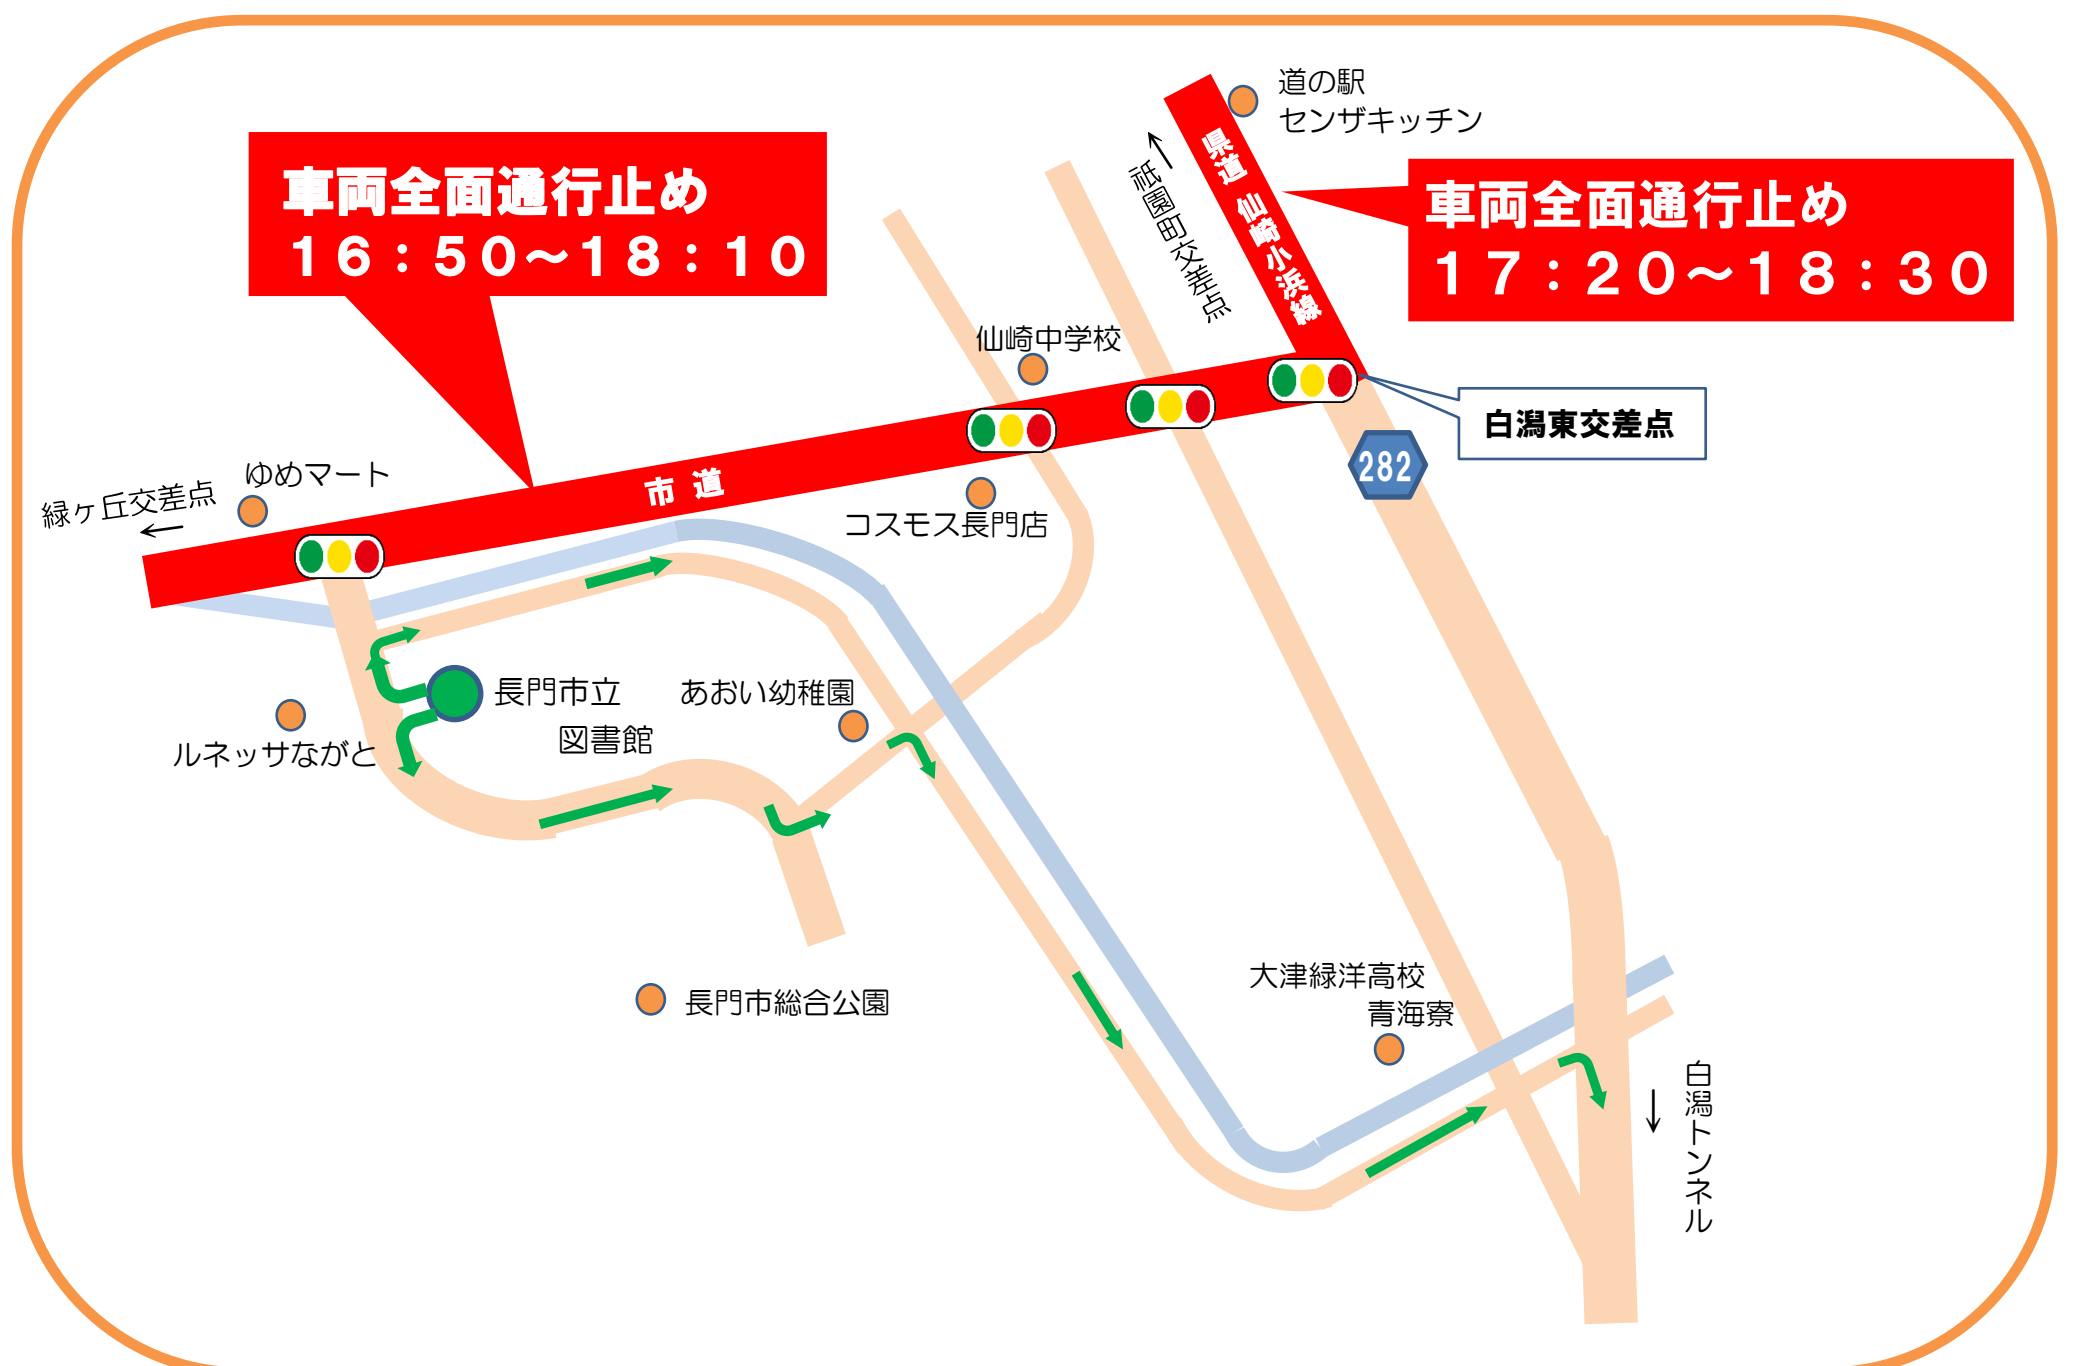 道の駅
センザキッチン
車両全面通行止め
16：50～18：10
県道 仙崎小浜線
祇園町交差点
車両全面通行止め
17：20～18：30
仙崎中学校
白潟東交差点
282
ゆめマート
緑ヶ丘交差点
市 道
コスモス長門店
長門市立
図書館
あおい幼稚園
ルネッサながと
長門市総合公園
大津緑洋高校
青海寮
白潟トンネル